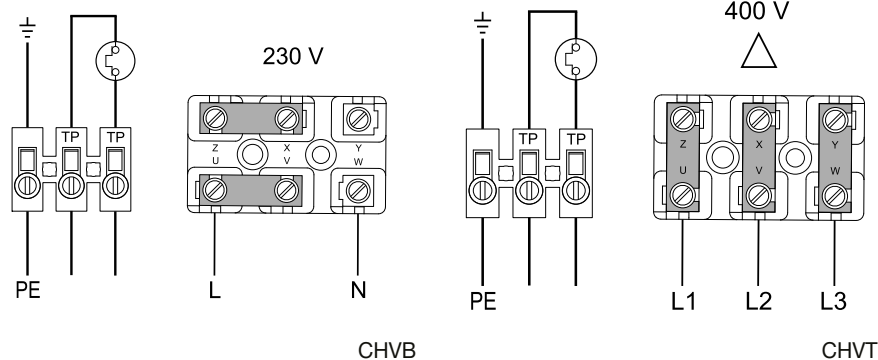 230 V
TP TP
Z X Y
U V W
PE L N
CHVB
400 V
TP TP
Z X Y
U V W
PE L1 L2 L3
CHVT